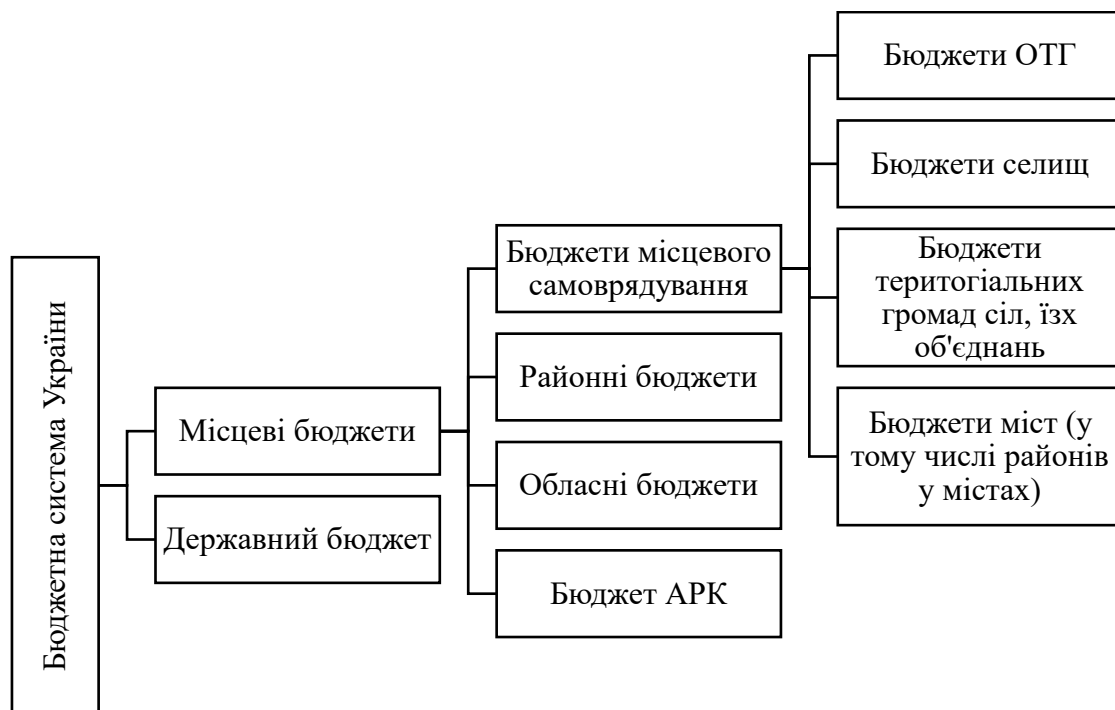 Бюджетна система України
Місцеві бюджети
Державний бюджет
Бюджети місцевого
самоврядування
Районні бюджети
Обласні бюджети
Бюджет АРК
Бюджети ОТГ
Бюджети селищ
Бюджети
теритогіальних
громад сіл, їзх
об'єднань
Бюджети міст (у
тому числі районів
у містах)